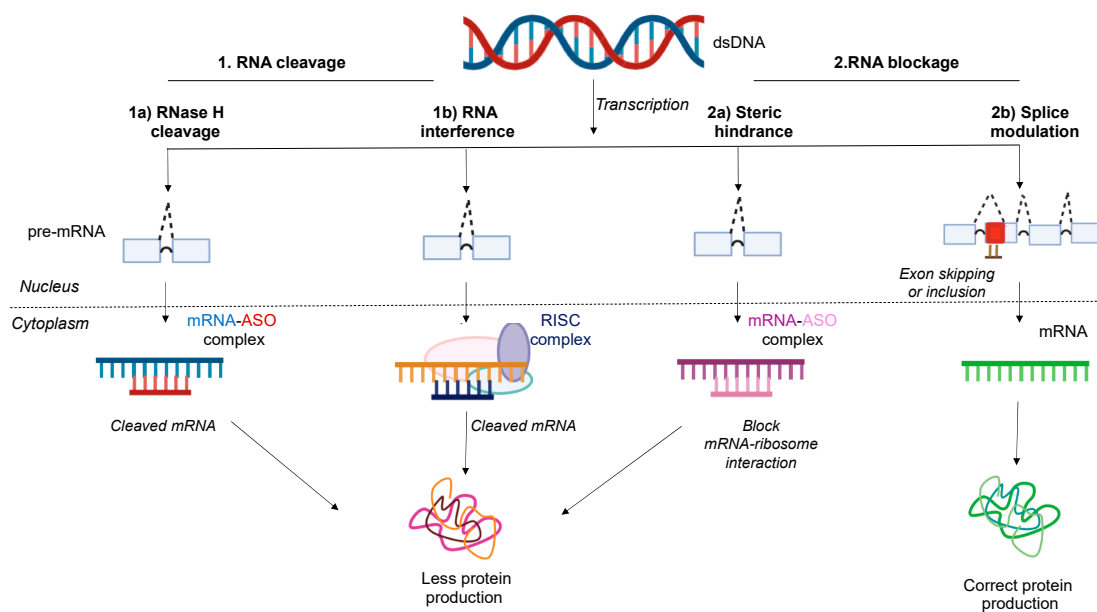 dsDNA
1. RNA cleavage
2.RNA blockage
Transcription
1a) RNase H
cleavage
1b) RNA
interference
2a) Steric
hindrance
2b) Splice
modulation
pre-mRNA
Nucleus
Exon skipping
or inclusion
Cytoplasm
mRNA-ASO
complex
RISC
complex
mRNA-ASO
complex
mRNA
Cleaved mRNA
Cleaved mRNA
Block
mRNA-ribosome
interaction
Less protein
production
Correct protein
production